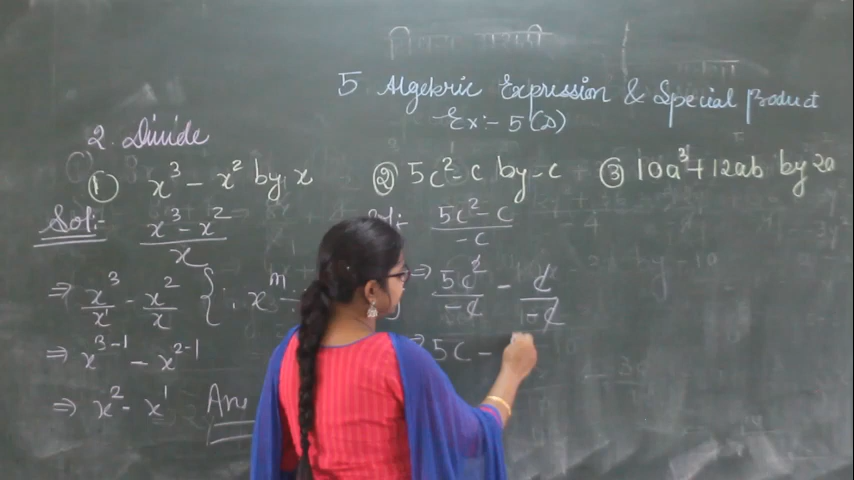 5 Algebric Expression & Special Product
Ex:- 5(D)
2. Divide
① x³ - x² by x
② 5c² - c by -c
③ 10a³ + 12ab by 2a
Sol:-
x³ - x² / x
⇒ x³/x - x²/x { ∵ x^m
⇒ x³⁻¹ - x²⁻¹
⇒ x² - x¹ An
5c² - c / -c
⇒ 5c²/-c - c/-c
5c -